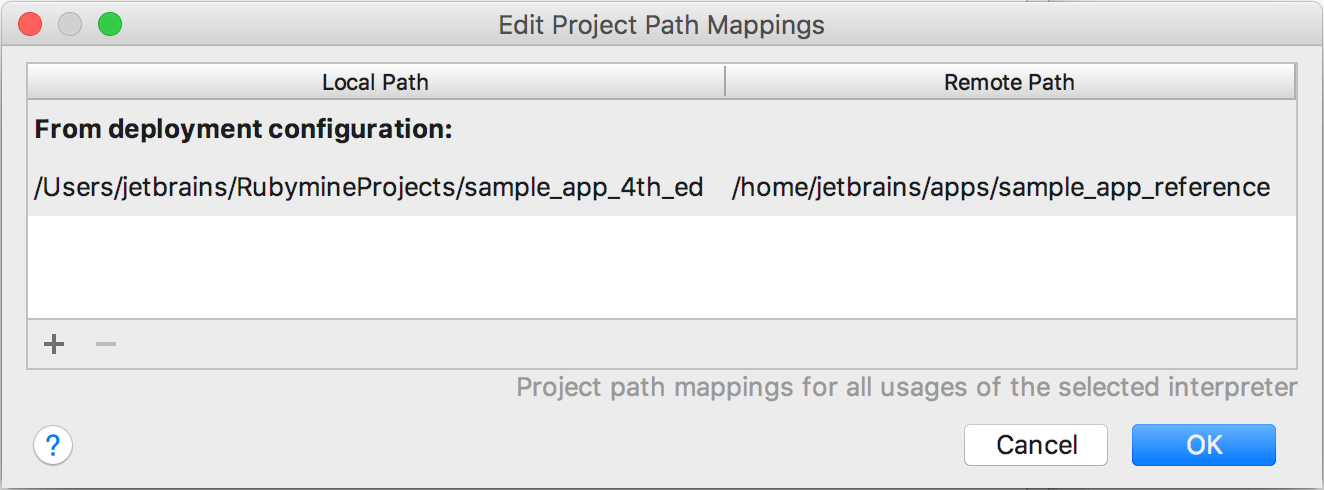 Edit Project Path Mappings
Local Path Remote Path
From deployment configuration:
/Users/jetbrains/RubymineProjects/sample_app_4th_ed /home/jetbrains/apps/sample_app_reference
+ −
Project path mappings for all usages of the selected interpreter
? Cancel OK